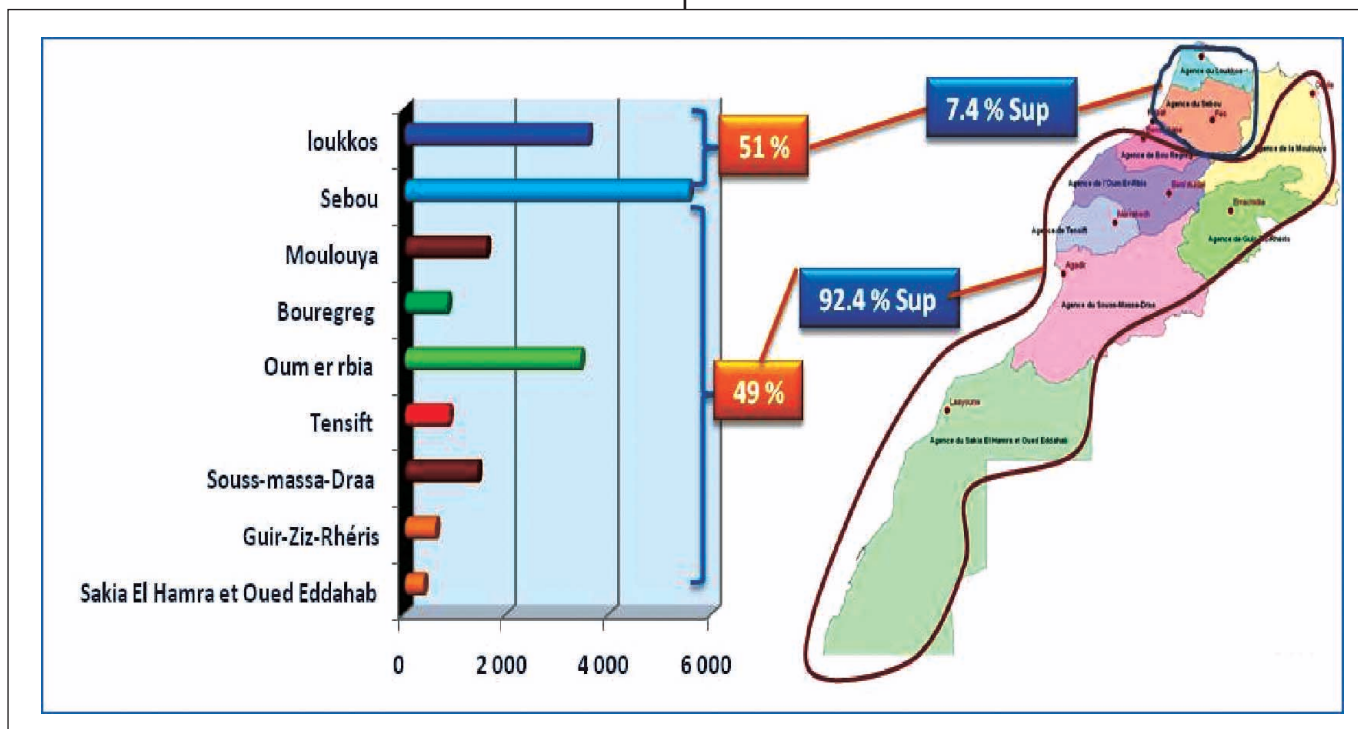 loukkos
Sebou
Moulouya
Bouregreg
Oum er rbia
Tensift
Souss-massa-Draa
Guir-Ziz-Rhéris
Sakia El Hamra et Oued Eddahab
0
2 000
4 000
6 000
51 %
49 %
7.4 % Sup
92.4 % Sup
Agence du Loukkos
Agence du Sebou
Fes
Agence de la Moulouya
Agence de Bou Regreg
Agence de l'Oum Er-Rbia
Beni Mellal
Errachidia
Marrakech
Agence de Tensift
Agence de Guir-Ziz-Rhéris
Agadir
Agence du Souss-Massa-Draa
Laayoune
Agence du Sakia El Hamra et Oued Eddahab